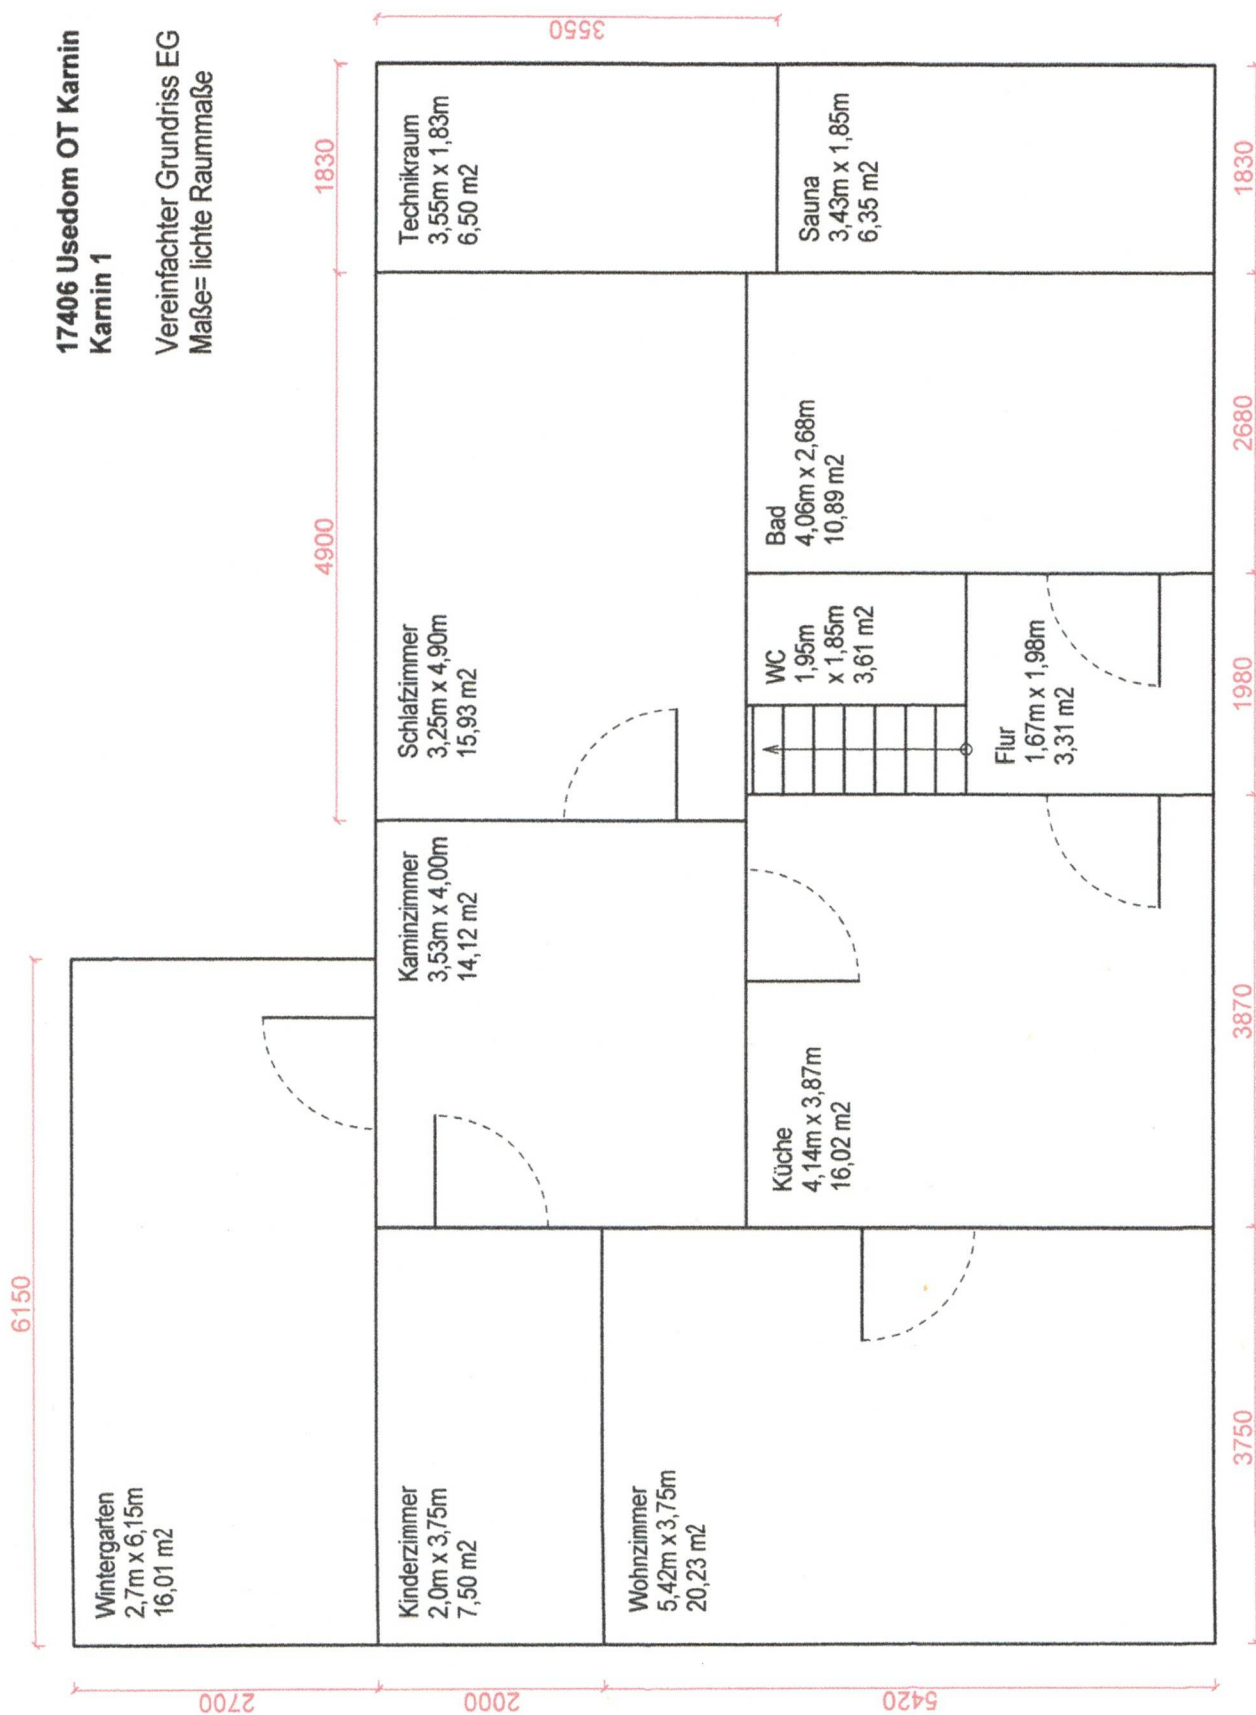 17406 Usedom OT Karnin
Karnin 1
Vereinfachter Grundriss EG
Maße= lichte Raummaße
6150
4900
1830
3550
2700
2000
5420
Wintergarten
2,7m x 6,15m
16,01 m2
Kinderzimmer
2,0m x 3,75m
7,50 m2
Kaminzimmer
3,53m x 4,00m
14,12 m2
Schlafzimmer
3,25m x 4,90m
15,93 m2
Technikraum
3,55m x 1,83m
6,50 m2
Wohnzimmer
5,42m x 3,75m
20,23 m2
Küche
4,14m x 3,87m
16,02 m2
WC
1,95m
x 1,85m
3,61 m2
Flur
1,67m x 1,98m
3,31 m2
Bad
4,06m x 2,68m
10,89 m2
Sauna
3,43m x 1,85m
6,35 m2
3750
3870
1980
2680
1830